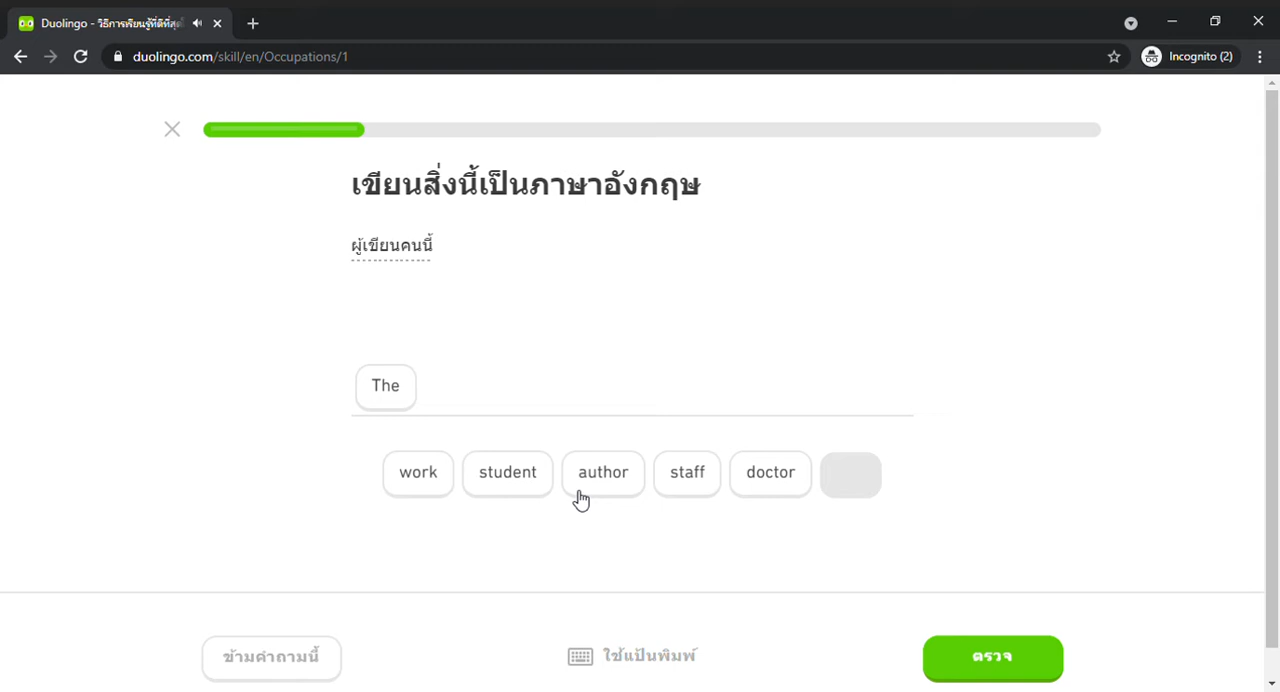 Duolingo - วิธีการเรียนรู้ที่ดีที่สุด
duolingo.com/skill/en/Occupations/1
Incognito (2)
เขียนสิ่งนี้เป็นภาษาอังกฤษ
ผู้เขียนคนนี้
The
work student author staff doctor
ข้ามคำถามนี้ ใช้แป้นพิมพ์ ตรวจ